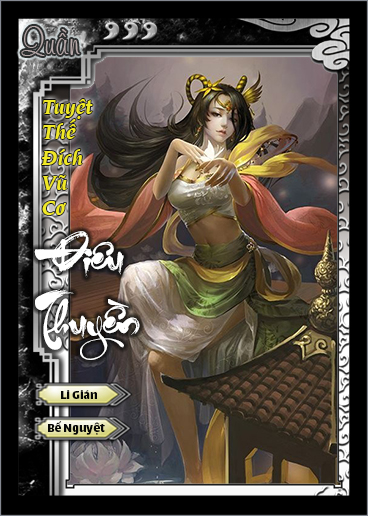 Quần
Tuyệt
Thế
Đích
Vũ
Cơ
Điêu
Thuyền
Li Gián
Bế Nguyệt